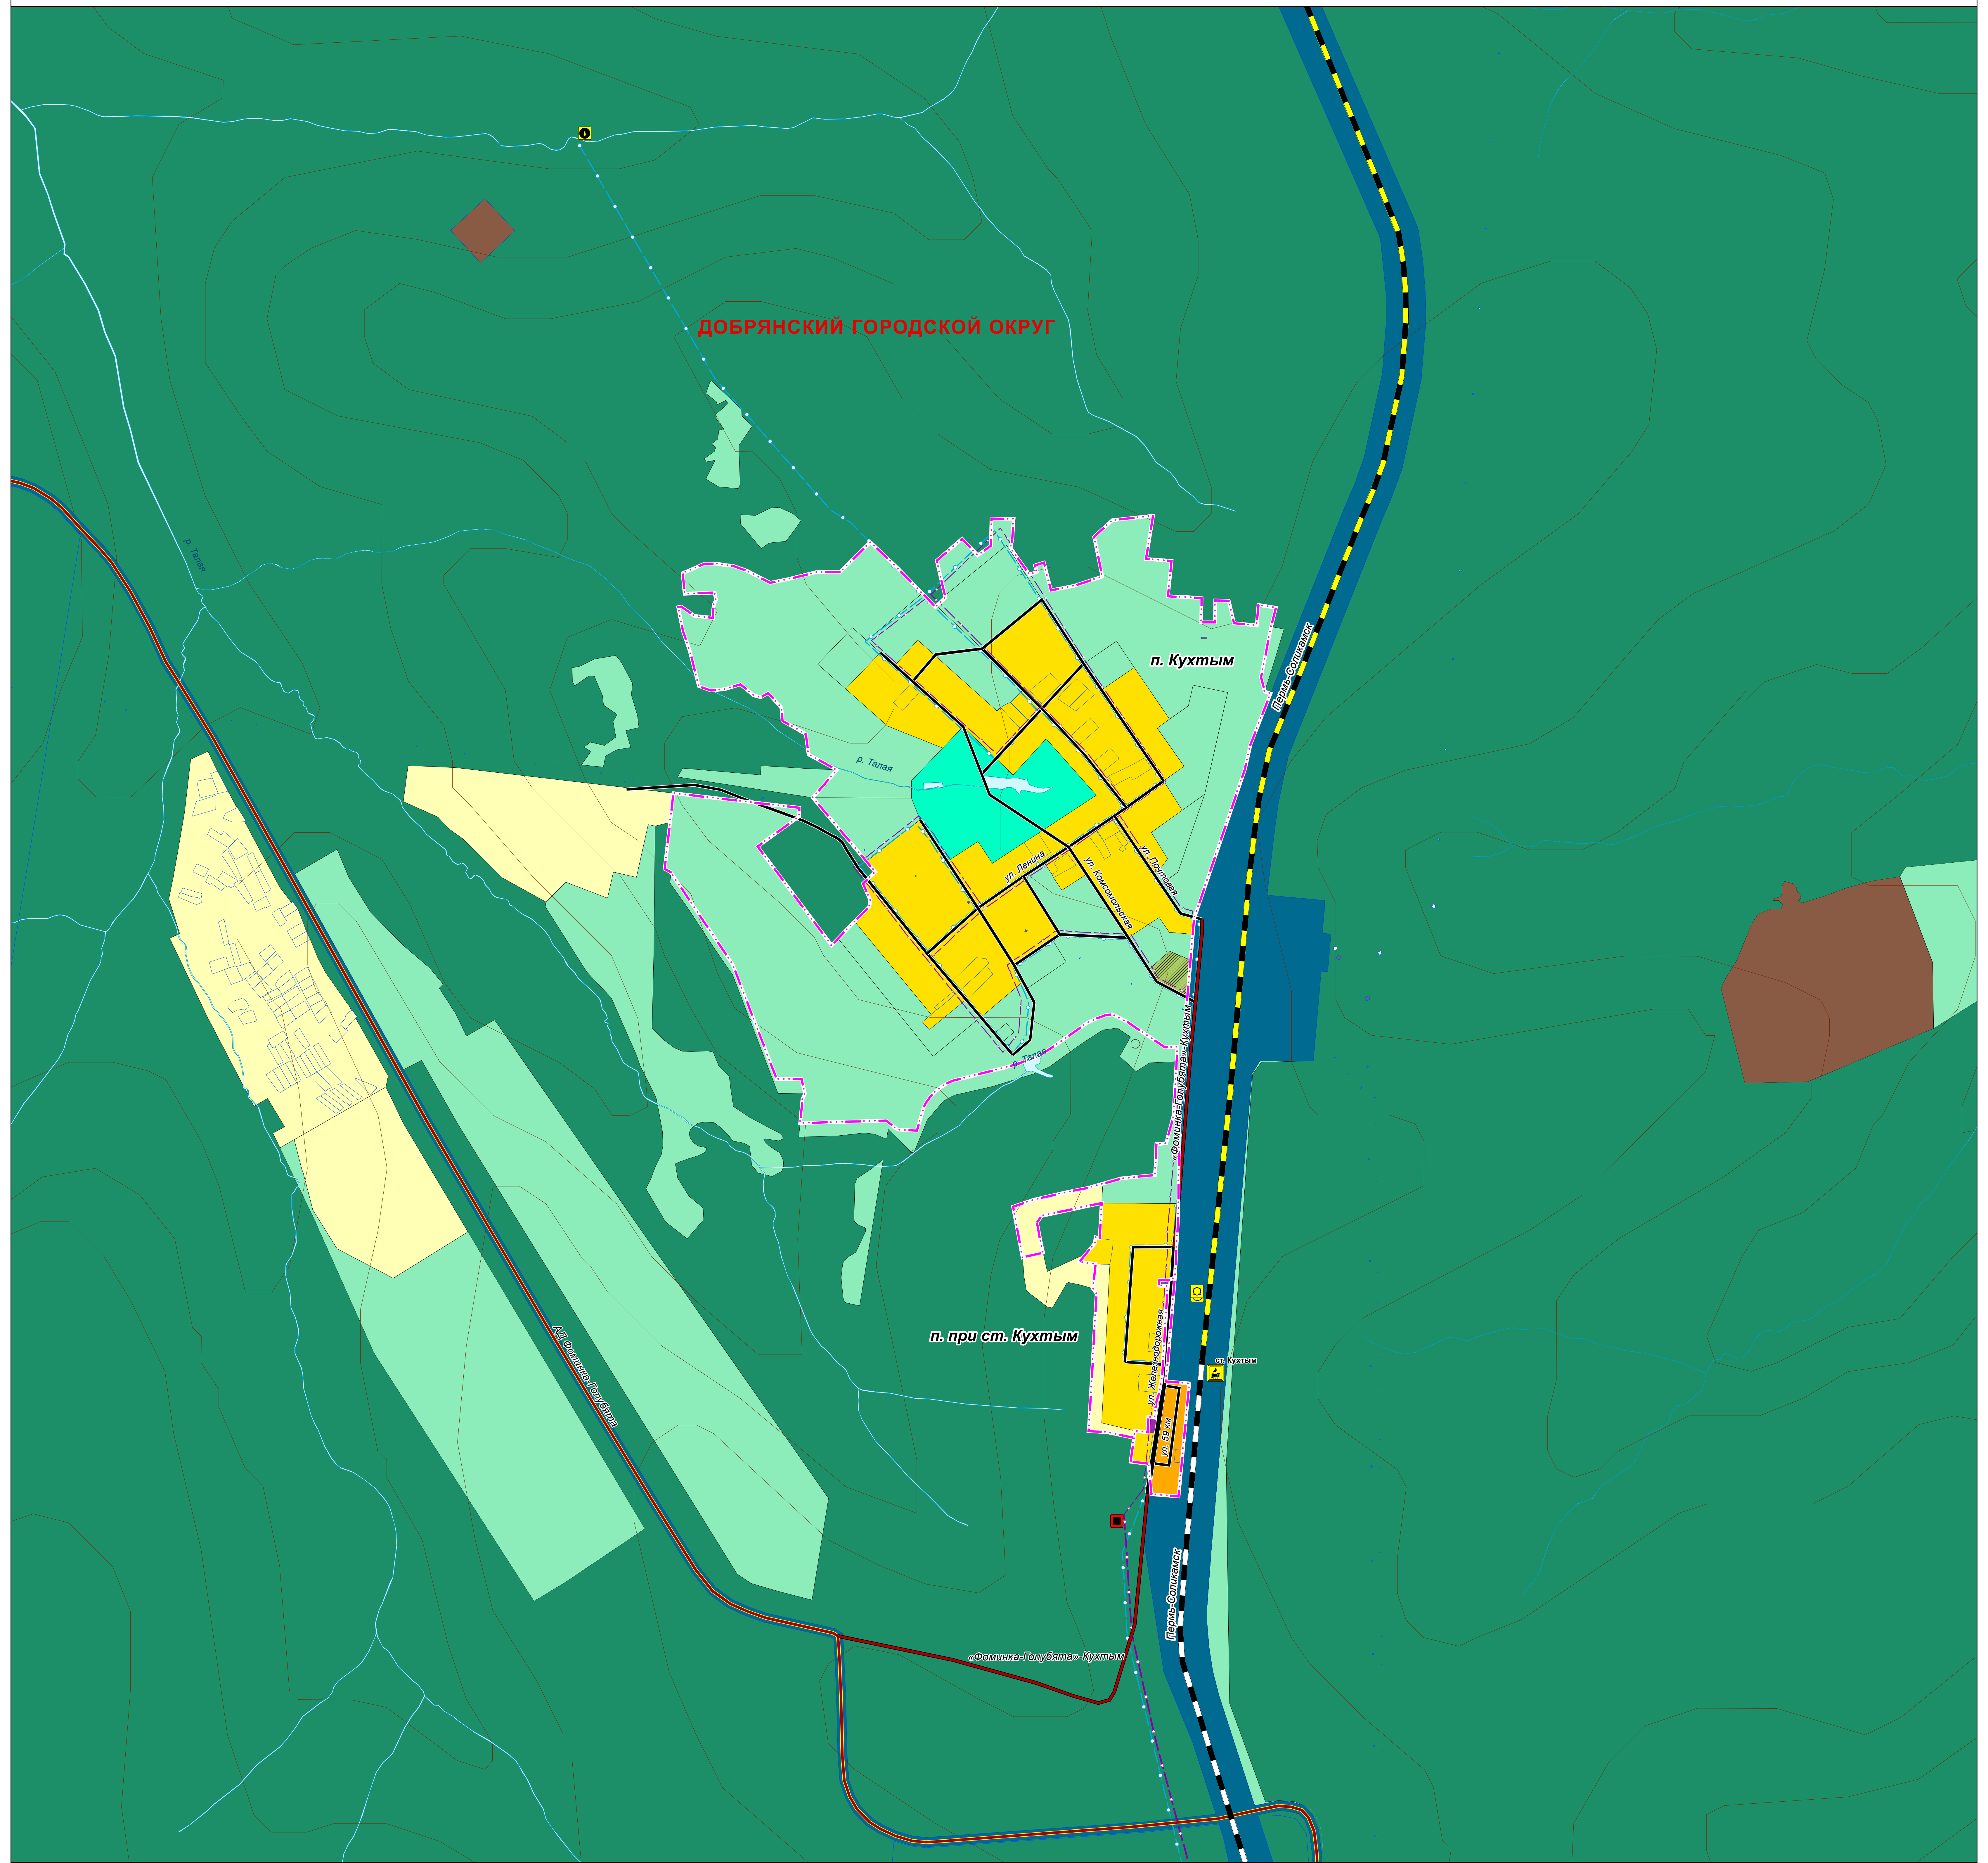 ДОБРЯНСКИЙ ГОРОДСКОЙ ОКРУГ
р. Талая
п. Кухтым
Пермь-Соликамск
р. Талая
ул. Ленина
ул. Почтовая
ул. Комсомольская
р. Талая
«Фоминка-Голубята»-Кухтым
п. при ст. Кухтым
ул. Железнодорожная
ст. Кухтым
АД Фоминка-Голубята
ул. 59 км
Пермь-Соликамск
«Фоминка-Голубята»-Кухтым